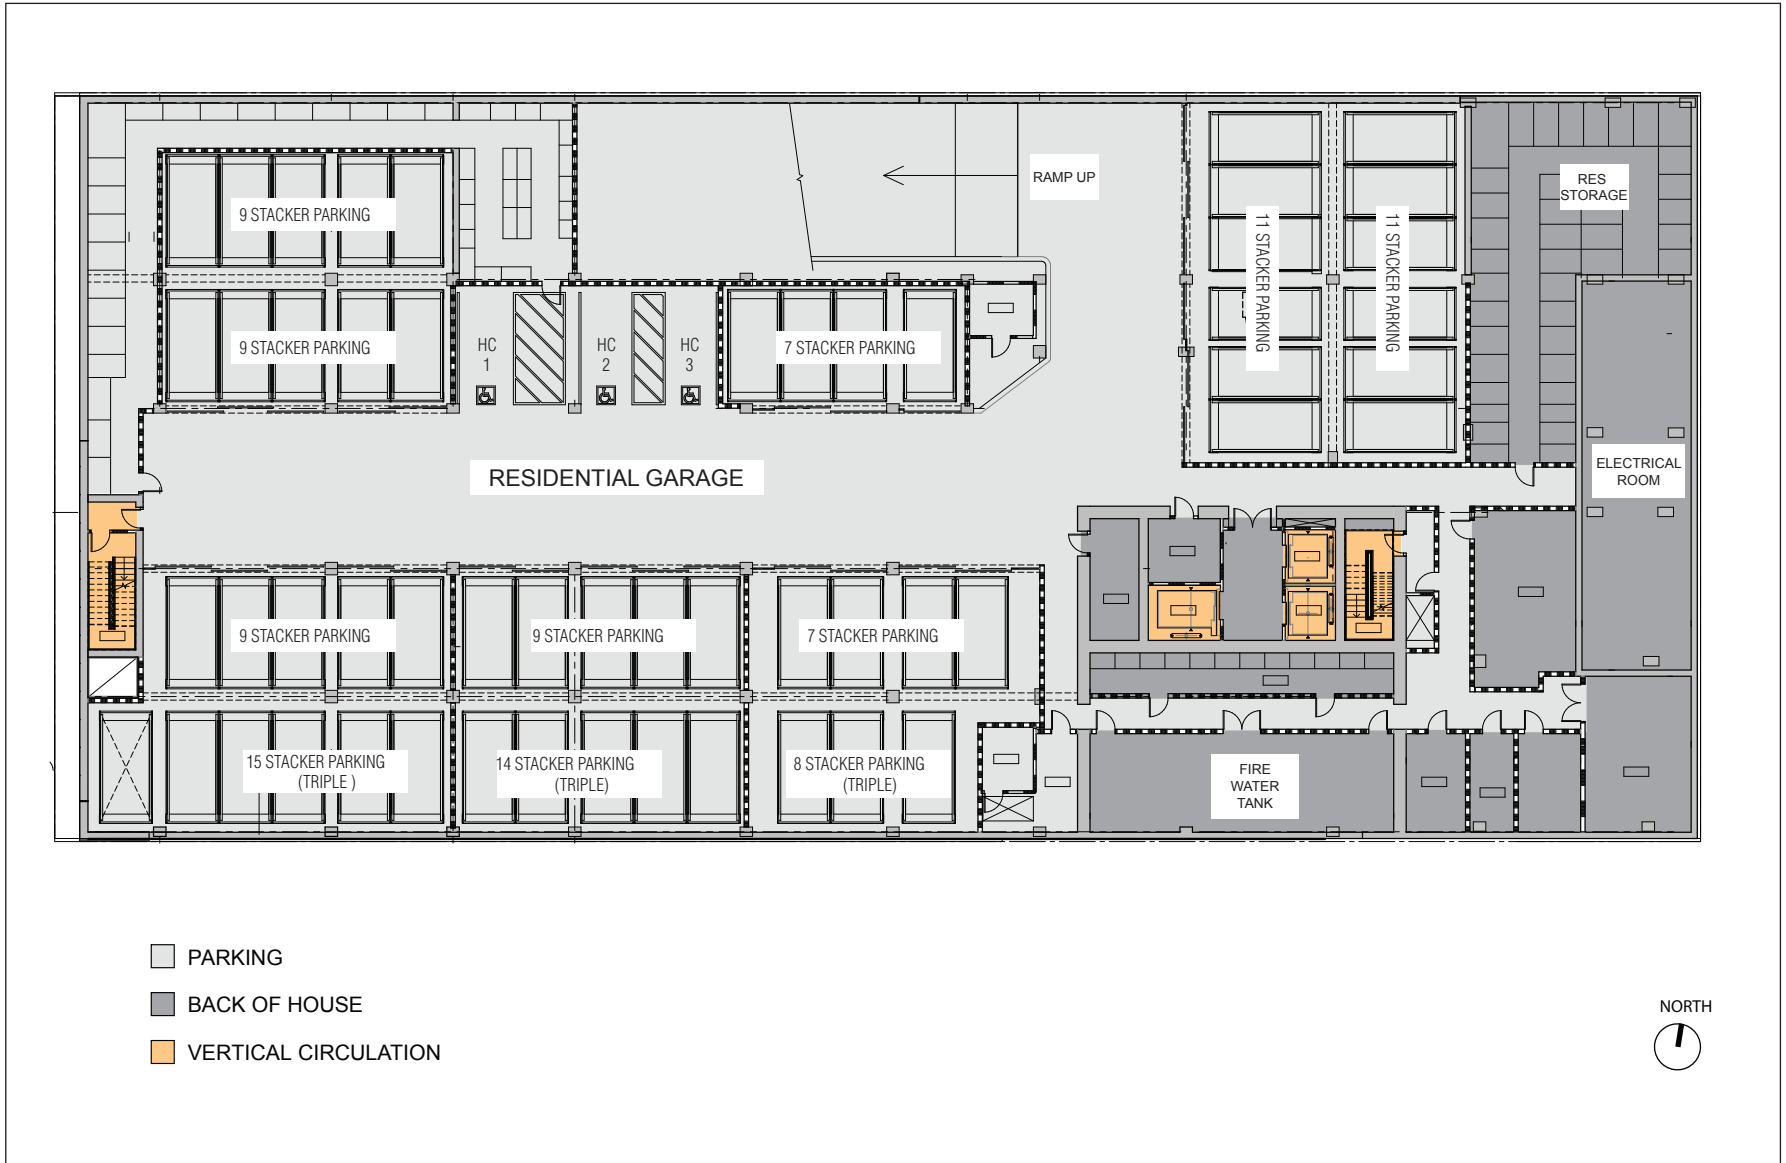 RAMP UP
RES
STORAGE
9 STACKER PARKING
11 STACKER PARKING
11 STACKER PARKING
9 STACKER PARKING
HC
1
HC
2
HC
3
7 STACKER PARKING
RESIDENTIAL GARAGE
ELECTRICAL
ROOM
9 STACKER PARKING
9 STACKER PARKING
7 STACKER PARKING
15 STACKER PARKING
(TRIPLE )
14 STACKER PARKING
(TRIPLE)
8 STACKER PARKING
(TRIPLE)
FIRE
WATER
TANK
PARKING
BACK OF HOUSE
VERTICAL CIRCULATION
NORTH